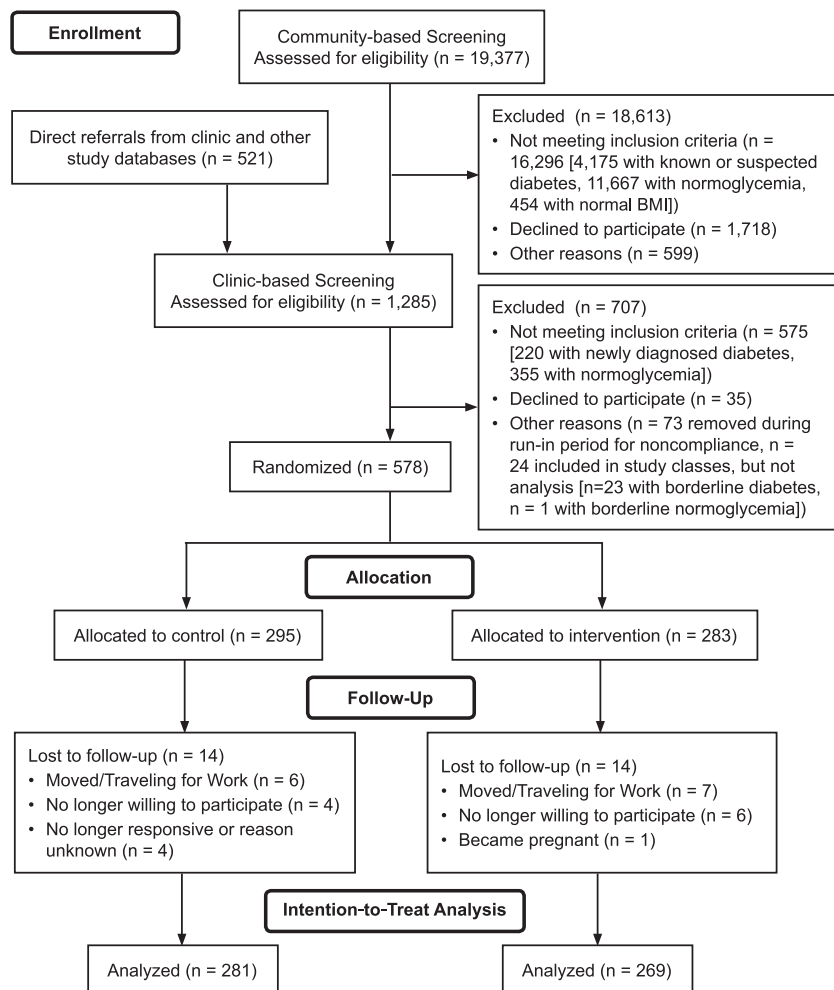 Enrollment
Community-based Screening
Assessed for eligibility (n = 19,377)
Direct referrals from clinic and other
study databases (n = 521)
Excluded  (n = 18,613)
• Not meeting inclusion criteria (n =
16,296 [4,175 with known or suspected
diabetes, 11,667 with normoglycemia,
454 with normal BMI])
• Declined to participate (n = 1,718)
• Other reasons (n = 599)
Clinic-based Screening
Assessed for eligibility (n = 1,285)
Excluded  (n = 707)
• Not meeting inclusion criteria (n = 575
[220 with newly diagnosed diabetes,
355 with normoglycemia])
• Declined to participate (n = 35)
• Other reasons (n = 73 removed during
run-in period for noncompliance, n =
24 included in study classes, but not
analysis [n=23 with borderline diabetes,
n = 1 with borderline normoglycemia])
Randomized (n = 578)
Allocation
Allocated to control (n = 295)
Allocated to intervention (n = 283)
Follow-Up
Lost to follow-up (n = 14)
• Moved/Traveling for Work (n = 6)
• No longer willing to participate (n = 4)
• No longer responsive or reason
unknown (n = 4)
Lost to follow-up (n = 14)
• Moved/Traveling for Work (n = 7)
• No longer willing to participate (n = 6)
• Became pregnant (n = 1)
Intention-to-Treat Analysis
Analyzed (n = 281)
Analyzed (n = 269)